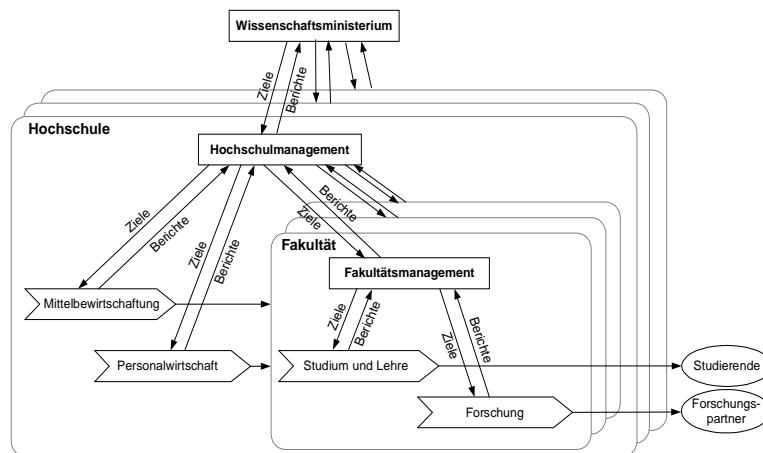 Wissenschaftsministerium
Ziele
Berichte
Hochschule
Hochschulmanagement
Ziele
Berichte
Ziele
Berichte
Ziele
Berichte
Fakultät
Fakultätsmanagement
Mittelbewirtschaftung
Ziele
Berichte
Ziele
Berichte
Personalwirtschaft
Studium und Lehre
Studierende
Forschung
Forschungs-
partner